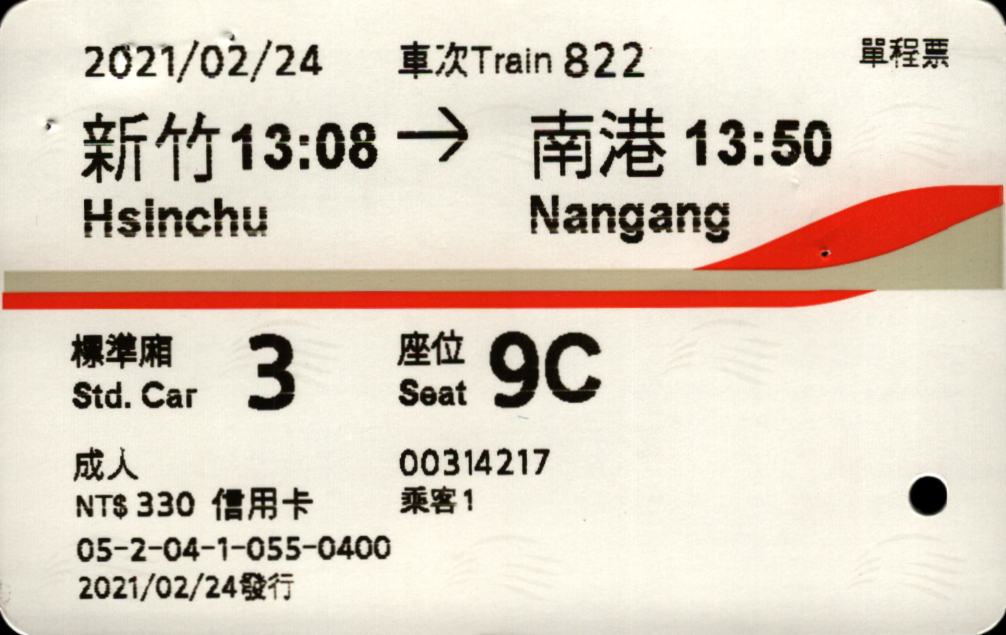 2021/02/24 車次Train 822 單程票
新竹13:08 → 南港 13:50
Hsinchu Nangang
標準廂 3 座位 9C
Std. Car Seat
成人 00314217
NT$ 330 信用卡 乘客1
05-2-04-1-055-0400
2021/02/24發行